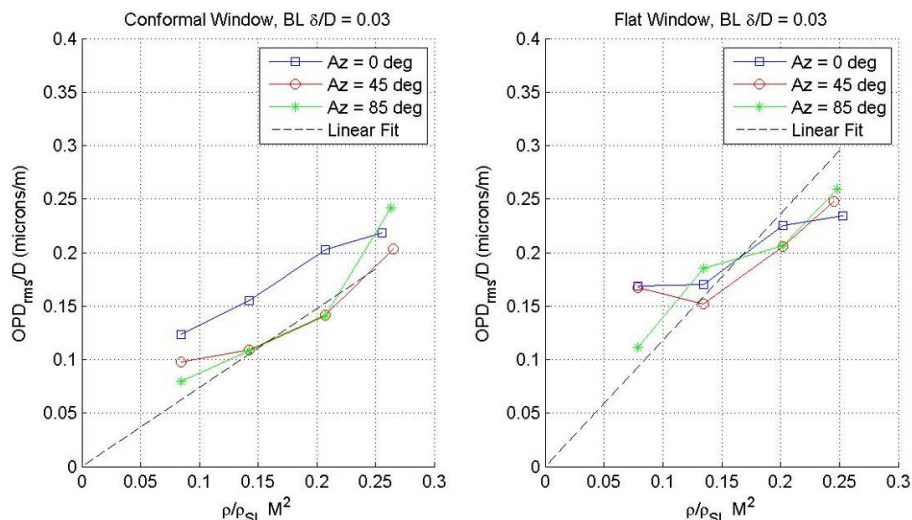 Conformal Window, BL δ/D = 0.03
0.4
0.35
0.3
0.25
0.2
0.15
0.1
0.05
0
OPD_rms/D (microns/m)
Az = 0 deg
Az = 45 deg
Az = 85 deg
Linear Fit
0 0.05 0.1 0.15 0.2 0.25 0.3
ρ/ρ_SL M²
Flat Window, BL δ/D = 0.03
0.4
0.35
0.3
0.25
0.2
0.15
0.1
0.05
0
OPD_rms/D (microns/m)
Az = 0 deg
Az = 45 deg
Az = 85 deg
Linear Fit
0 0.05 0.1 0.15 0.2 0.25 0.3
ρ/ρ_SL M²